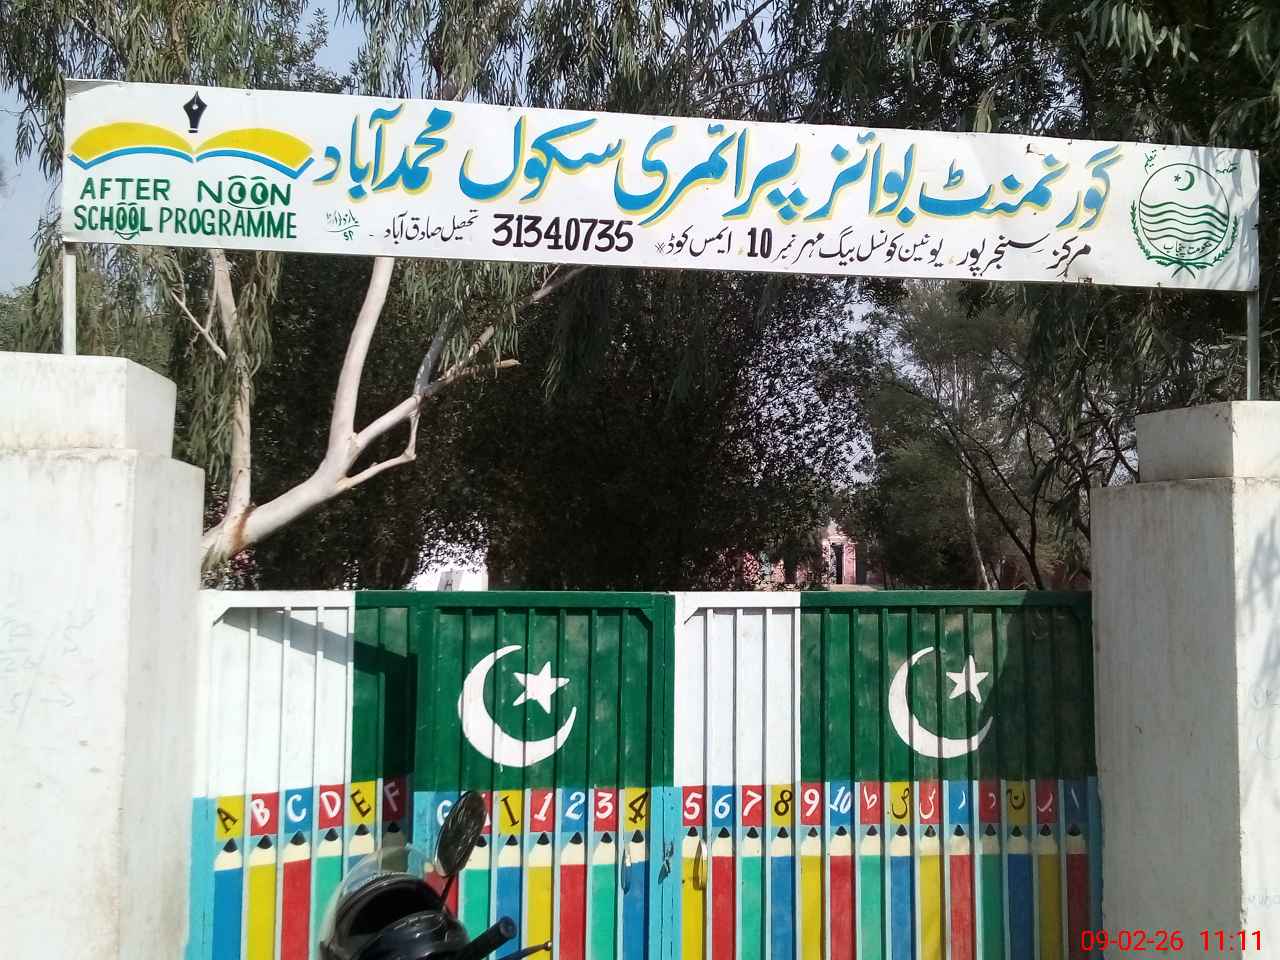 گورنمنٹ بوائز پرائمری سکول محمد آباد
مرکز سنجرپور، یونین کونسل بیگ مہر نمبر 10، ایمس کوڈ 31340735 تحصیل صادق آباد
AFTER NOON
SCHOOL PROGRAMME
حکومت پنجاب
A B C D E F G I 1 2 3 4 5 6 7 8 9 10
09-02-26 11:11